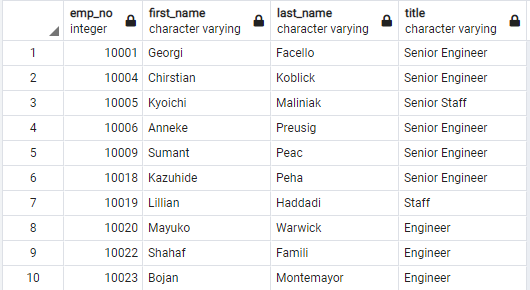 emp_no first_name last_name title
integer character varying character varying character varying
1 10001 Georgi Facello Senior Engineer
2 10004 Chirstian Koblick Senior Engineer
3 10005 Kyoichi Maliniak Senior Staff
4 10006 Anneke Preusig Senior Engineer
5 10009 Sumant Peac Senior Engineer
6 10018 Kazuhide Peha Senior Engineer
7 10019 Lillian Haddadi Staff
8 10020 Mayuko Warwick Engineer
9 10022 Shahaf Famili Engineer
10 10023 Bojan Montemayor Engineer